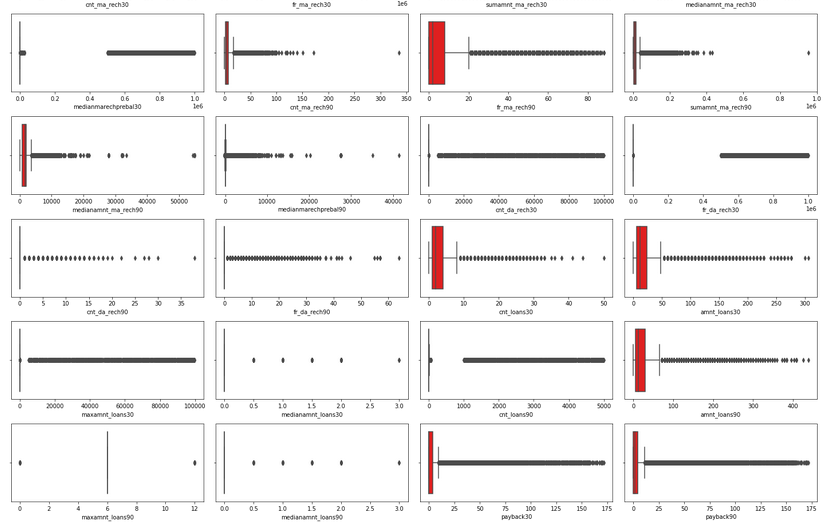 cnt_ma_rech30 fr_ma_rech30 1e6 sumamnt_ma_rech30 medianamnt_ma_rech30
0.0 0.2 0.4 0.6 0.8 1.0 0 50 100 150 200 250 300 350 0 20 40 60 80 0.0 0.2 0.4 0.6 0.8 1.0
medianmarechprebal30 1e6 cnt_ma_rech90 fr_ma_rech90 sumamnt_ma_rech90 1e6
0 10000 20000 30000 40000 50000 0 10000 20000 30000 40000 0 20000 40000 60000 80000 100000 0.0 0.2 0.4 0.6 0.8 1.0
medianamnt_ma_rech90 medianmarechprebal90 cnt_da_rech30 fr_da_rech30 1e6
0 5 10 15 20 25 30 35 0 10 20 30 40 50 60 0 10 20 30 40 50 0 50 100 150 200 250 300
cnt_da_rech90 fr_da_rech90 cnt_loans30 amnt_loans30
0 20000 40000 60000 80000 100000 0.0 0.5 1.0 1.5 2.0 2.5 3.0 0 1000 2000 3000 4000 5000 0 100 200 300 400
maxamnt_loans30 medianamnt_loans30 cnt_loans90 amnt_loans90
0 2 4 6 8 10 12 0.0 0.5 1.0 1.5 2.0 2.5 3.0 0 25 50 75 100 125 150 175 0 25 50 75 100 125 150 175
maxamnt_loans90 medianamnt_loans90 payback30 payback90